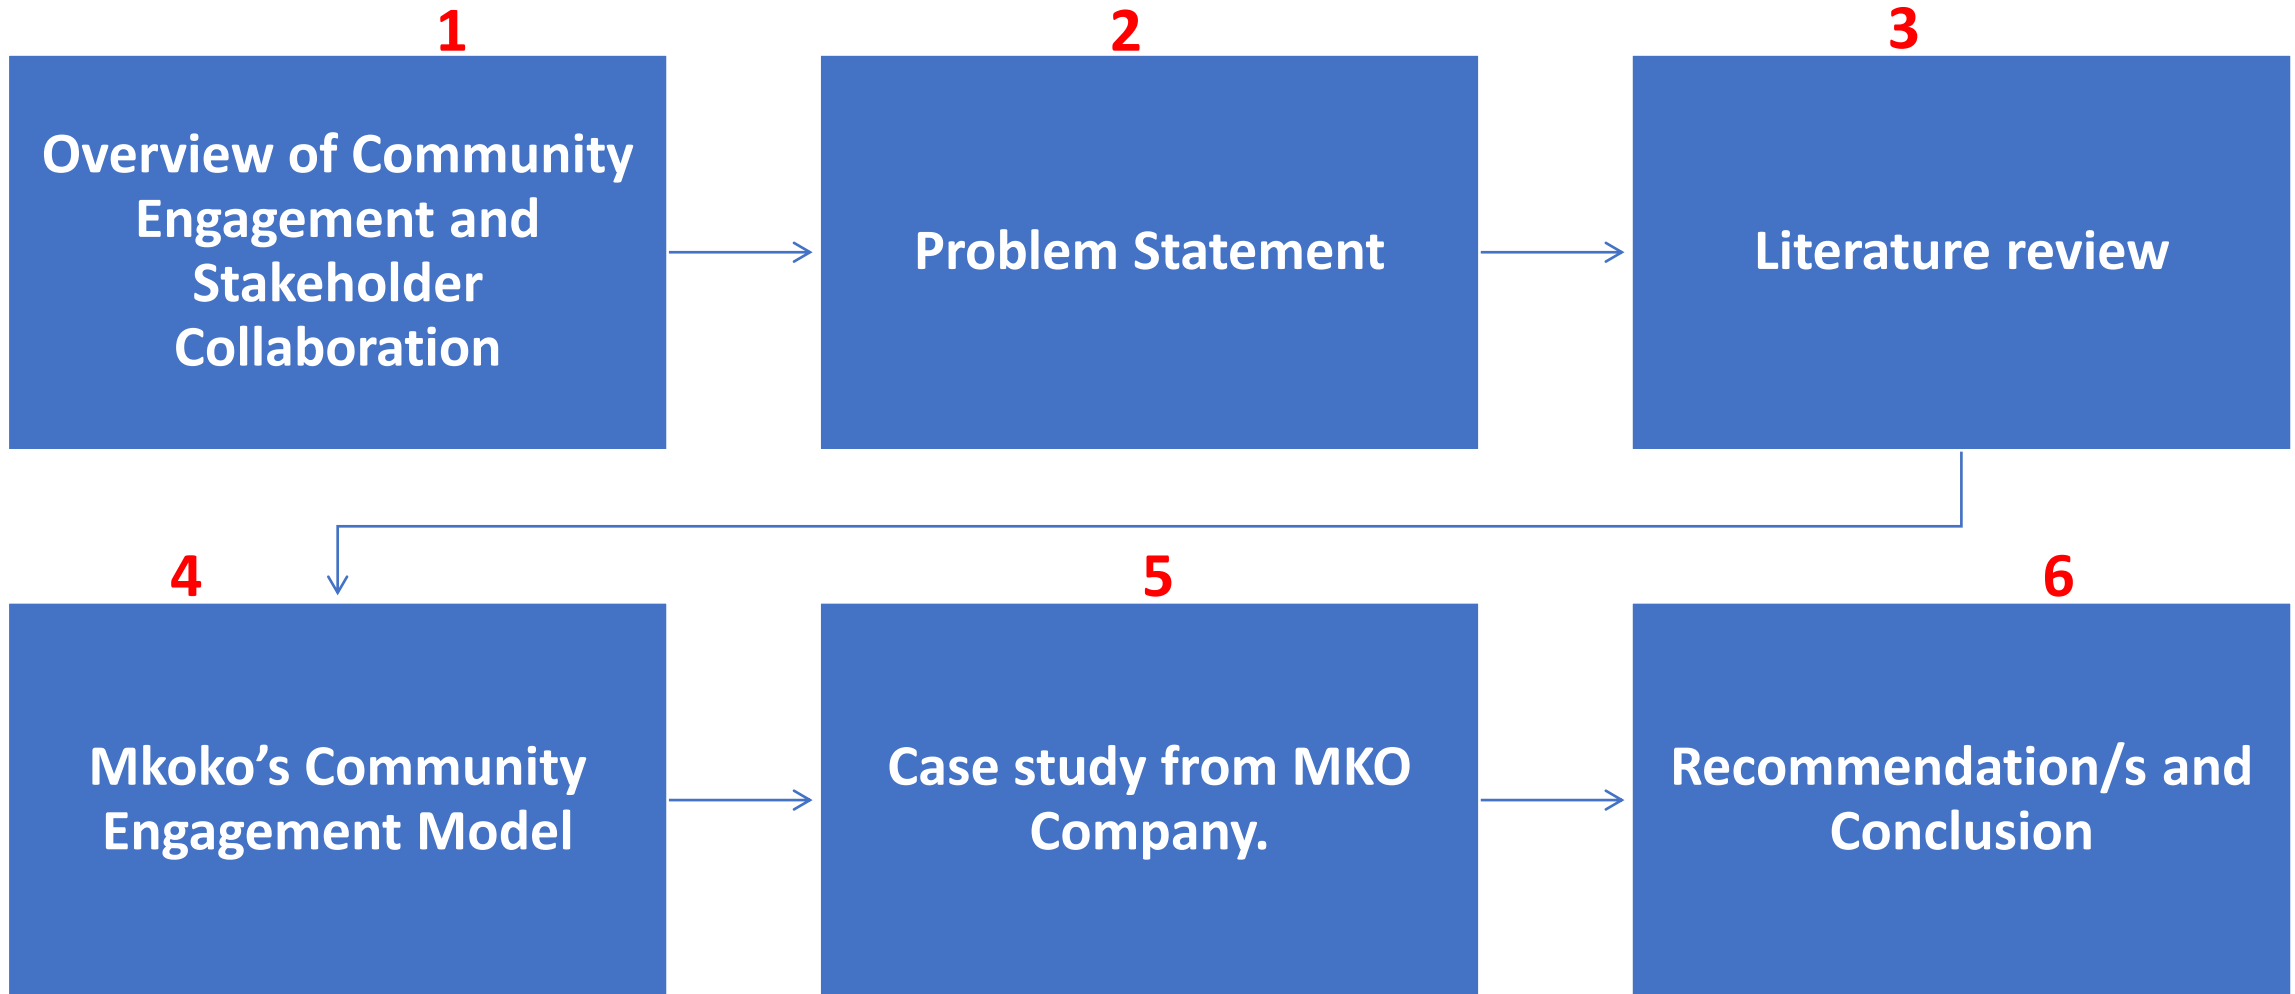 1
Overview of Community
Engagement and
Stakeholder
Collaboration
2
Problem Statement
3
Literature review
4
Mkoko’s Community
Engagement Model
5
Case study from MKO
Company.
6
Recommendation/s and
Conclusion